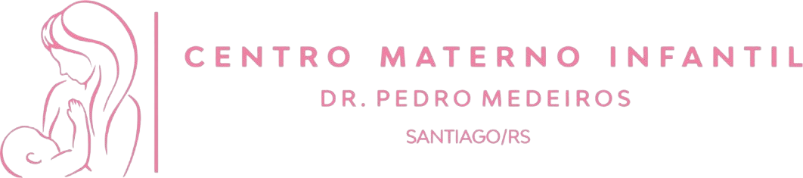 CENTRO MATERNO INFANTIL
DR. PEDRO MEDEIROS
SANTIAGO/RS